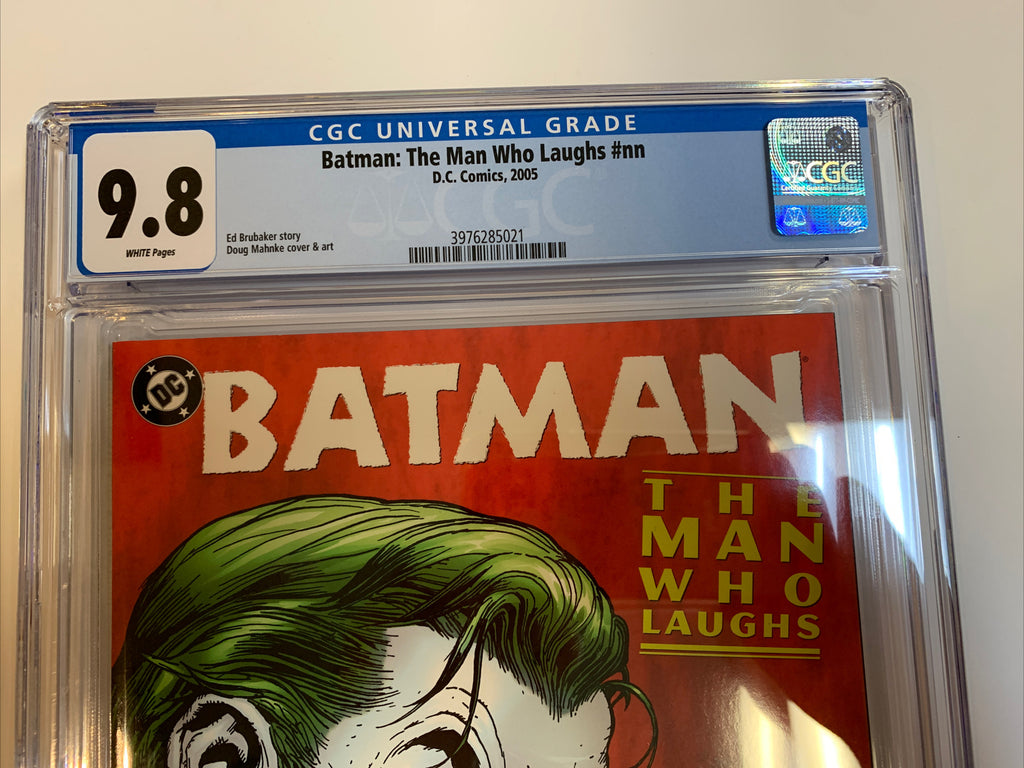 CGC UNIVERSAL GRADE
Batman: The Man Who Laughs #nn
D.C. Comics, 2005
9.8
WHITE Pages
Ed Brubaker story
Doug Mahnke cover & art
3976285021
CGC
CGC
DC
BATMAN
THE
MAN
WHO
LAUGHS